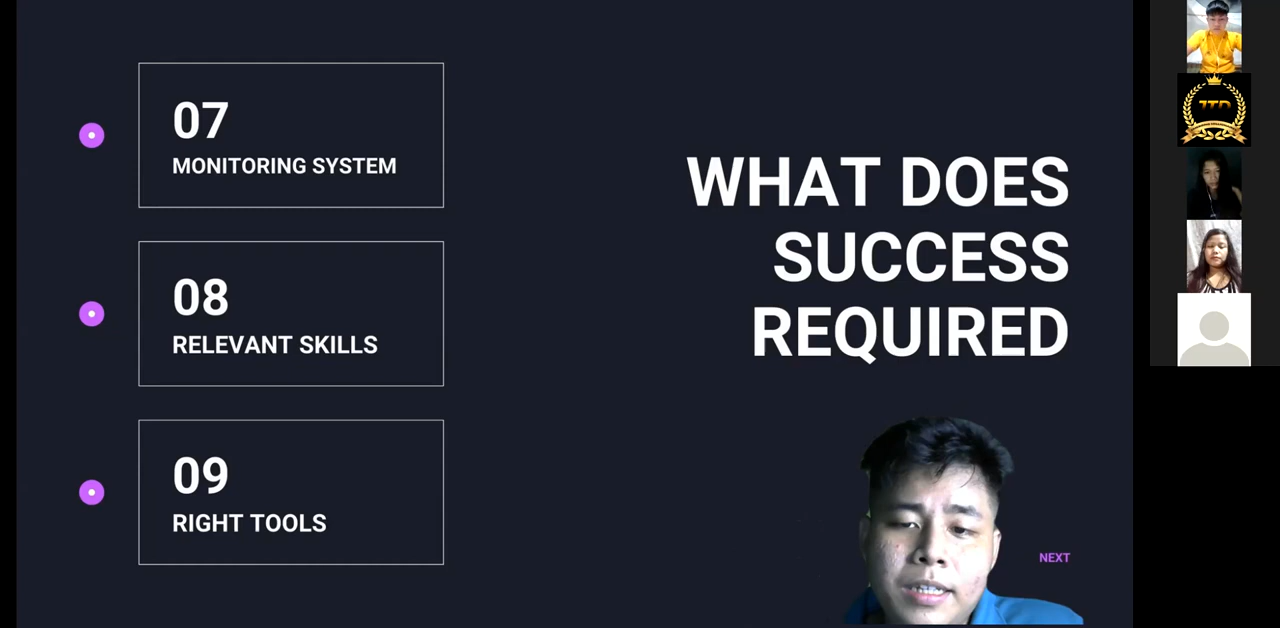 07
MONITORING SYSTEM
08
RELEVANT SKILLS
09
RIGHT TOOLS
WHAT DOES
SUCCESS
REQUIRED
NEXT